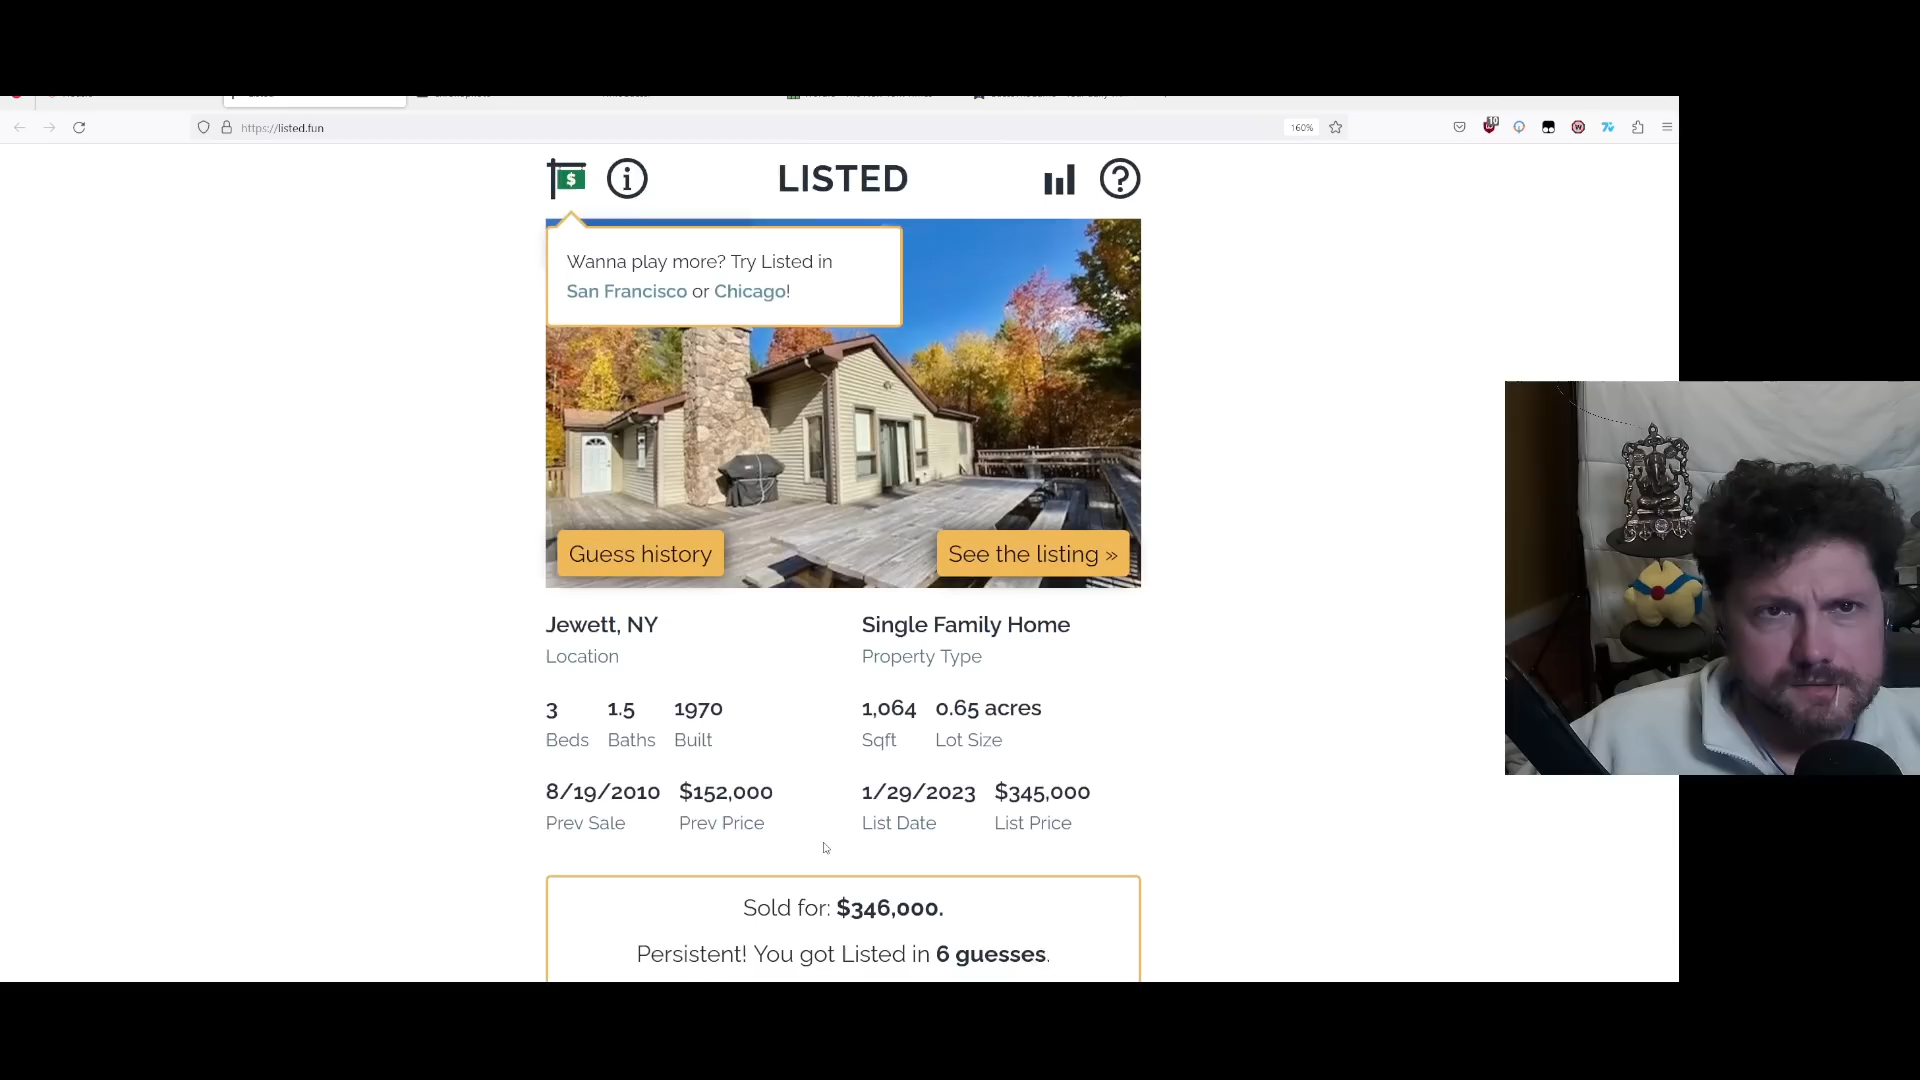 https://listed.fun
160%
10
LISTED
$
Wanna play more? Try Listed in
San Francisco or Chicago!
Guess history
See the listing »
Jewett, NY
Location
Single Family Home
Property Type
3
Beds
1.5
Baths
1970
Built
1,064
Sqft
0.65 acres
Lot Size
8/19/2010
Prev Sale
$152,000
Prev Price
1/29/2023
List Date
$345,000
List Price
Sold for: $346,000.
Persistent! You got Listed in 6 guesses.